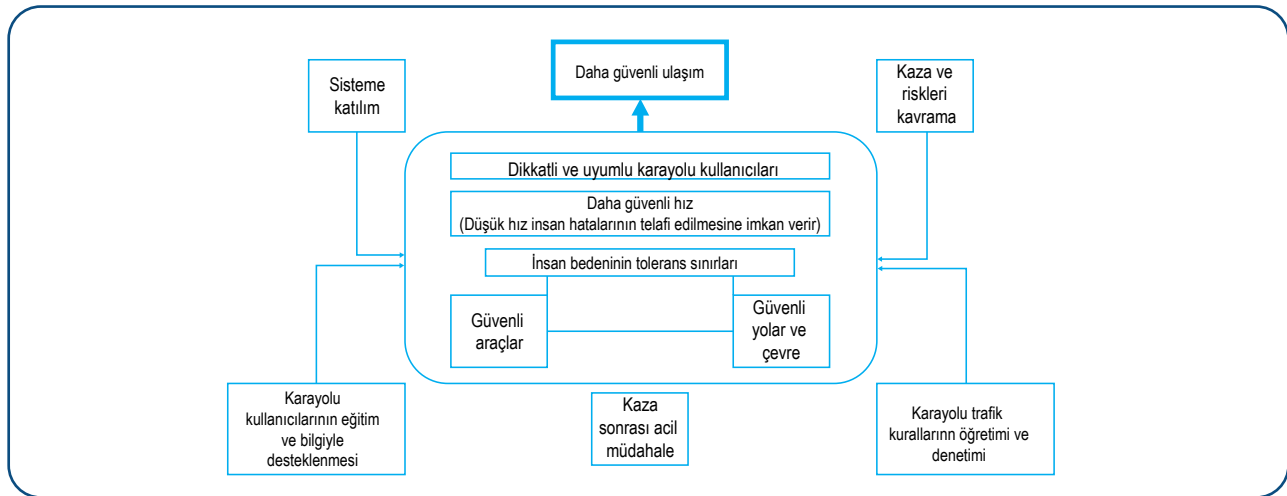 Daha güvenli ulaşım
Sisteme
katılım
Kaza ve
riskleri
kavrama
Dikkatli ve uyumlu karayolu kullanıcıları
Daha güvenli hız
(Düşük hız insan hatalarının telafi edilmesine imkan verir)
İnsan bedeninin tolerans sınırları
Güvenli
araçlar
Güvenli
yolar ve
çevre
Karayolu
kullanıcılarının eğitim
ve bilgiyle
desteklenmesi
Kaza
sonrası acil
müdahale
Karayolu trafik
kurallarınn öğretimi ve
denetimi